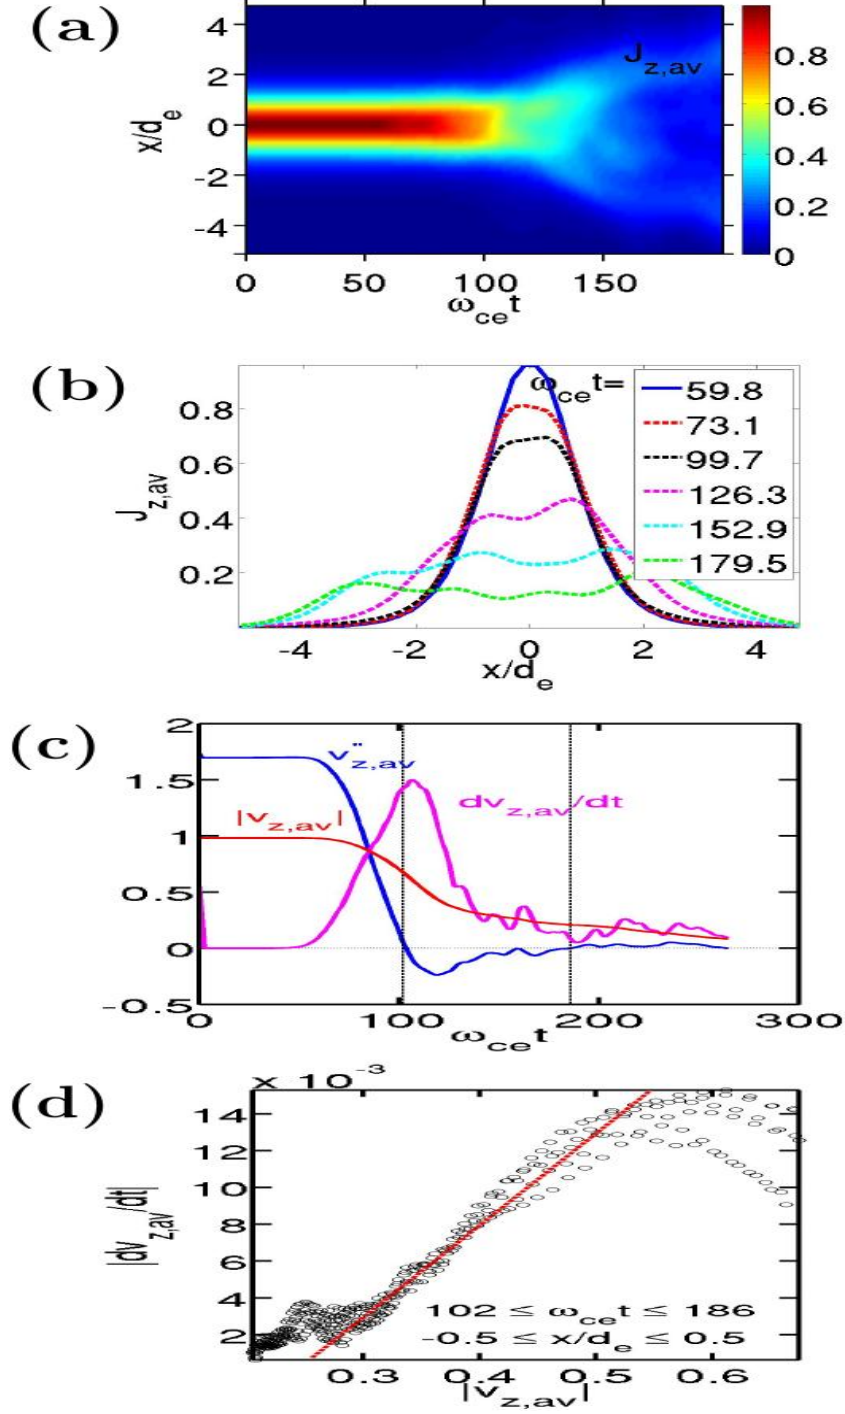 (a)
4
2
0
-2
-4
x/d_e
J_z,av
0.8
0.6
0.4
0.2
0
0 50 100 150
ω_ce t
(b)
0.8
0.6
0.4
0.2
J_z,av
ω_ce t=
59.8
73.1
99.7
126.3
152.9
179.5
-4 -2 0 2 4
x/d_e
(c)
2
1.5
1
0.5
0
-0.5
v"_z,av
|v_z,av|
dv_z,av/dt
0 100 200 300
ω_ce t
(d)
x 10^-3
14
12
10
8
6
4
2
|dv_z,av/dt|
102 ≤ ω_ce t ≤ 186
-0.5 ≤ x/d_e ≤ 0.5
0.3 0.4 0.5 0.6
|v_z,av|